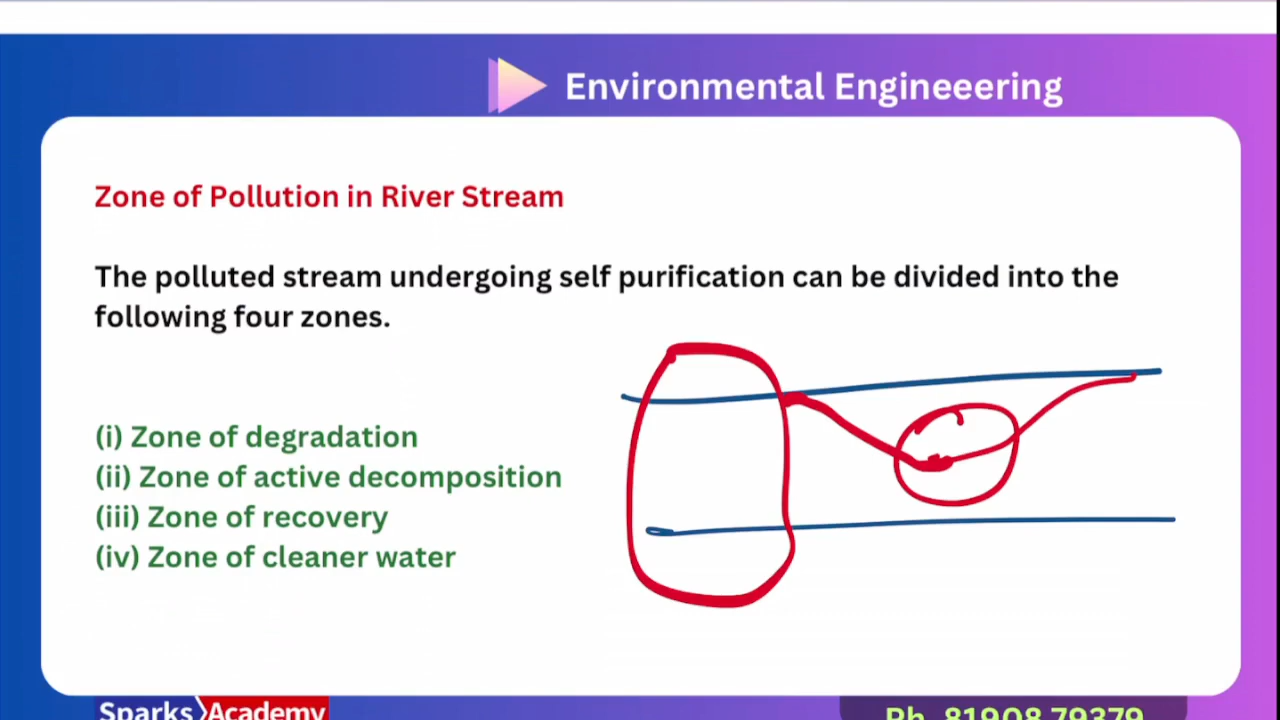 Environmental Engineeering
Zone of Pollution in River Stream
The polluted stream undergoing self purification can be divided into the
following four zones.
(i) Zone of degradation
(ii) Zone of active decomposition
(iii) Zone of recovery
(iv) Zone of cleaner water
Sparks Academy
Ph. 81908 79379